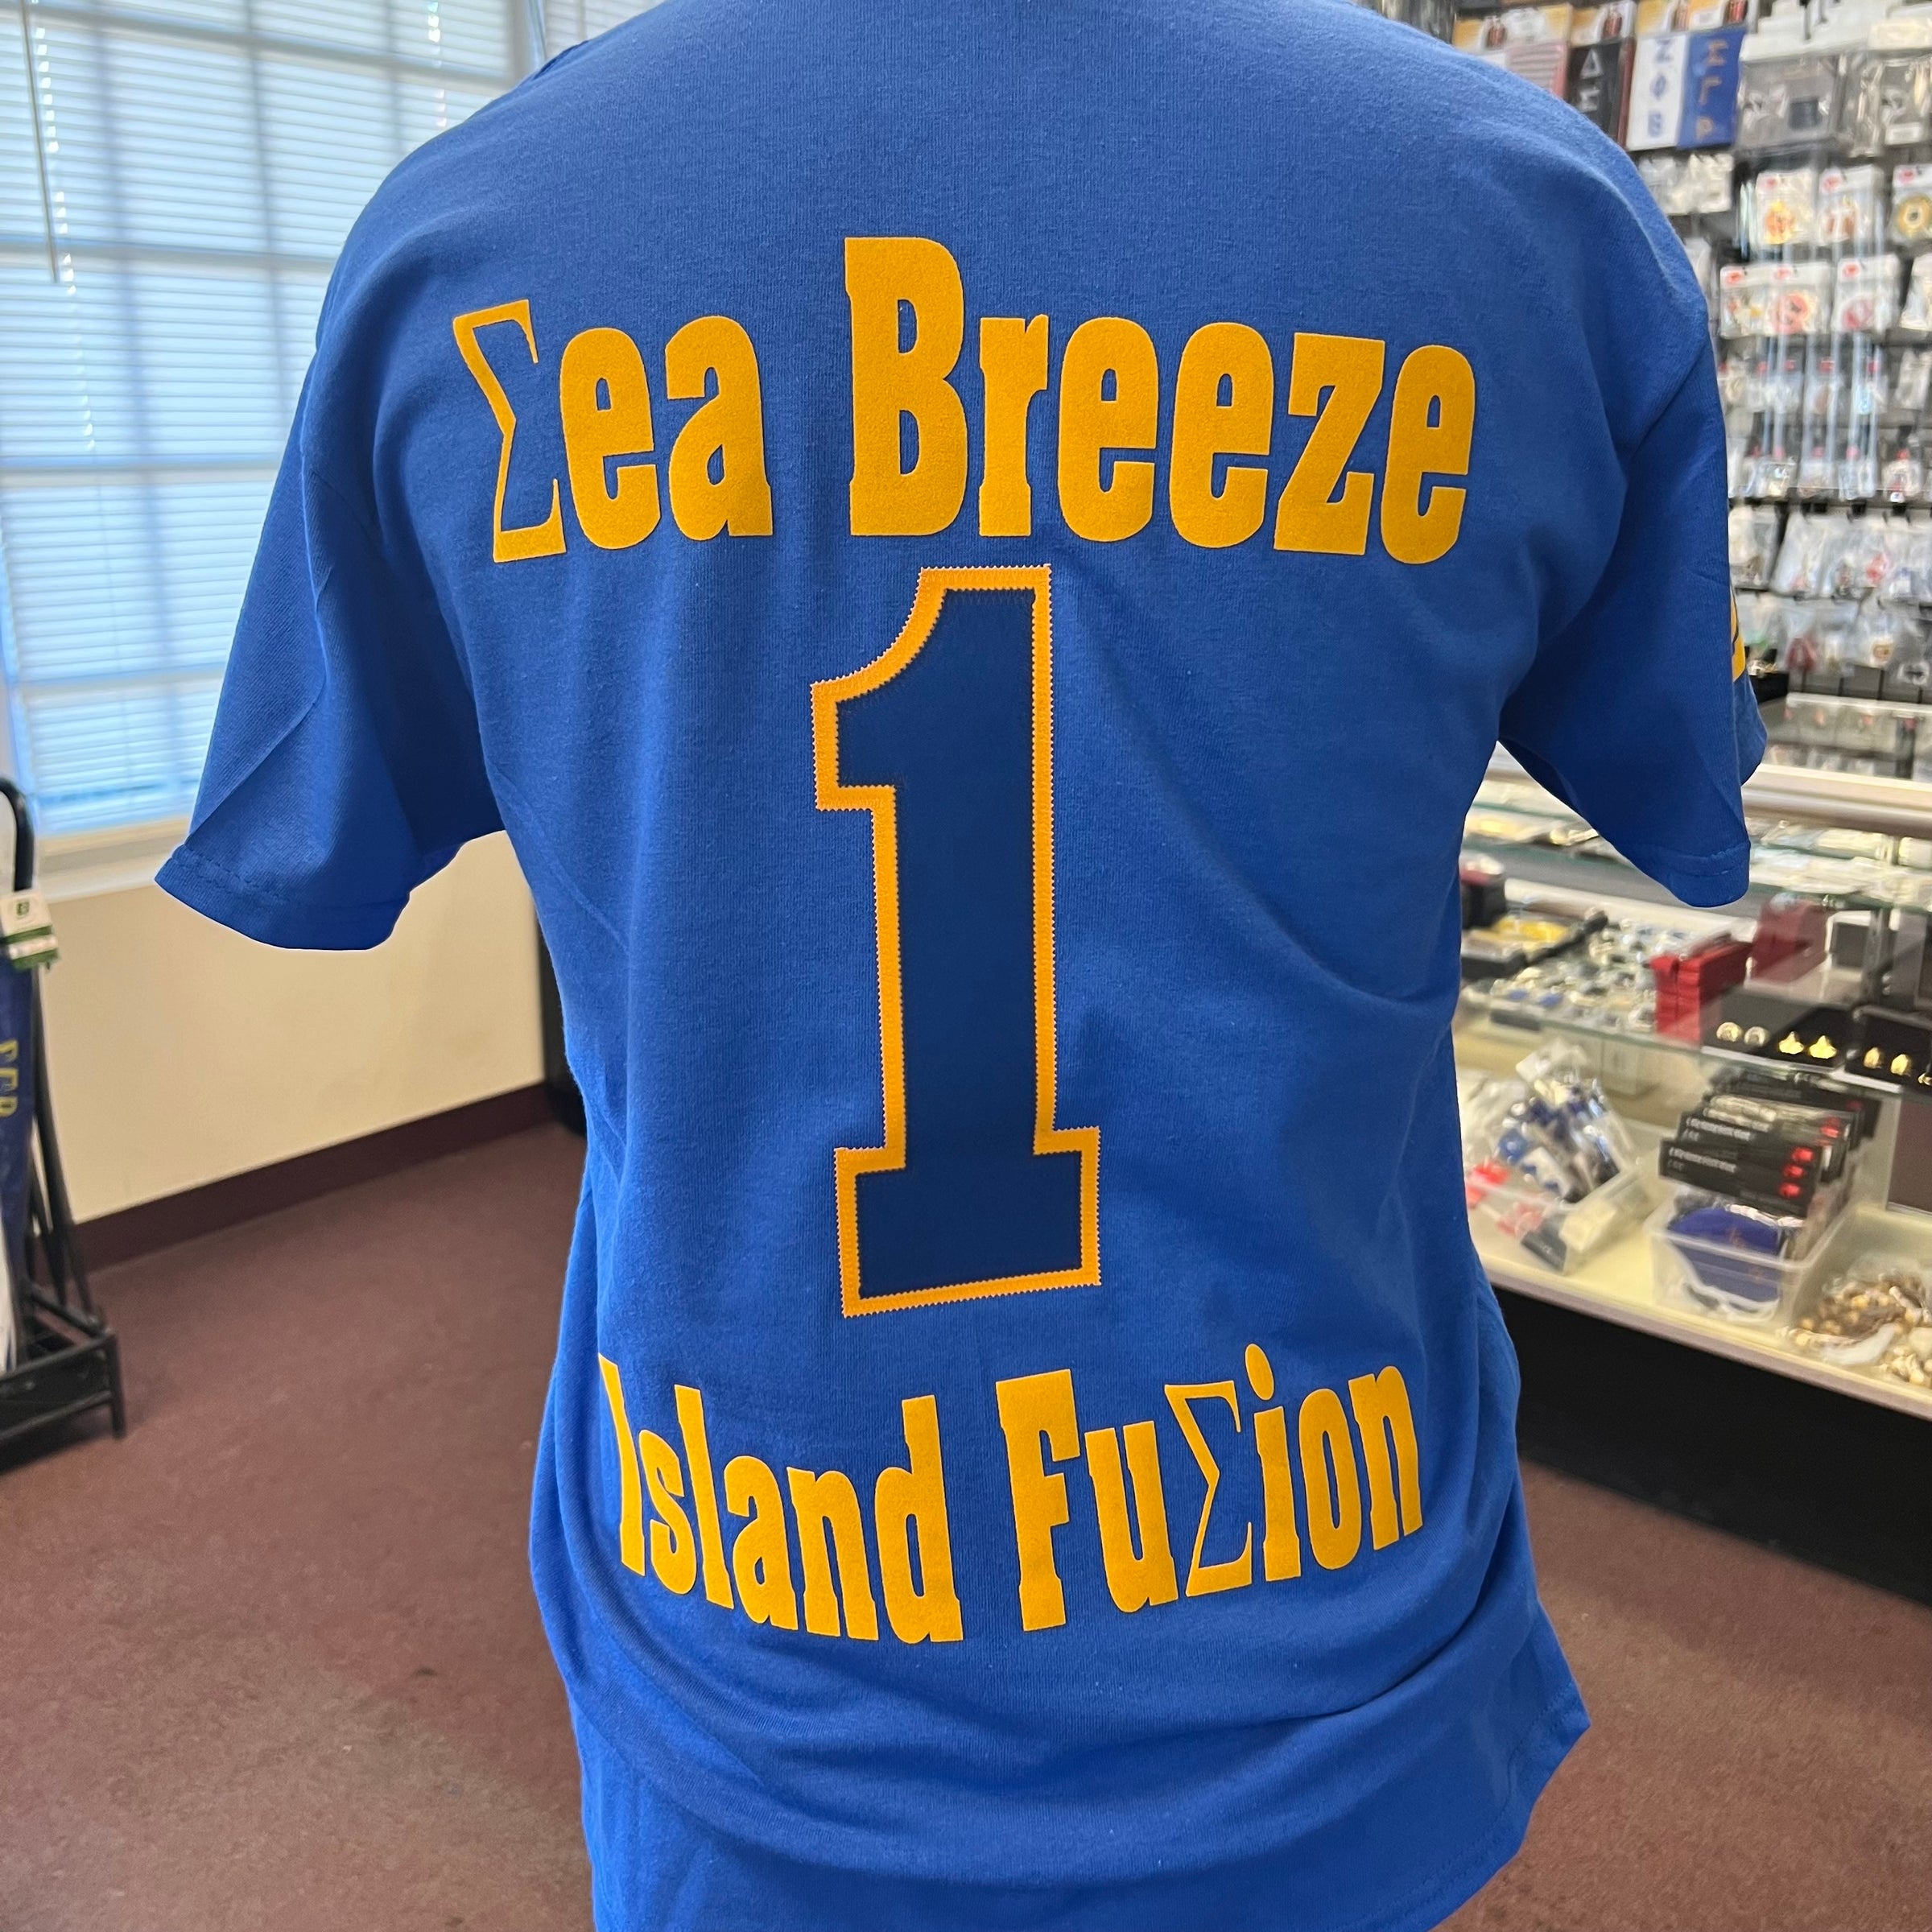 Σea Breeze
1
Island FuΣion